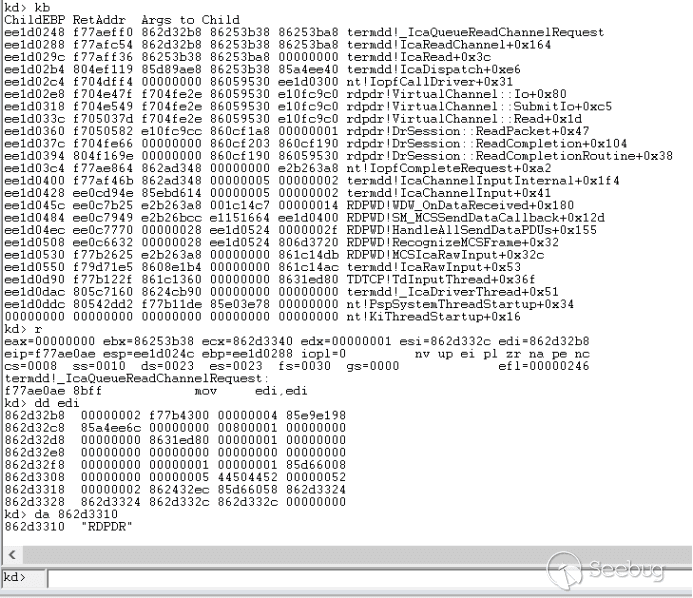 kd> kb
ChildEBP RetAddr  Args to Child
ee1d0248 f77aeff0 862d32b8 86253b38 86253ba8 termdd!_IcaQueueReadChannelRequest
ee1d0288 f77afc54 862d32b8 86253b38 86253ba8 termdd!_IcaReadChannel+0x164
ee1d029c f77aff36 86253b38 86253ba8 00000000 termdd!IcaRead+0x3c
ee1d02b4 804ef119 85d89ae8 86253b38 85a4ee40 termdd!IcaDispatch+0xe6
ee1d02c4 f704dff4 00000000 86059530 ee1d0300 nt!IopfCallDriver+0x31
ee1d02e8 f704e47f f704fe2e 86059530 e10fc9c0 rdpdr!VirtualChannel::Io+0x80
ee1d0318 f704e549 f704fe2e 86059530 e10fc9c0 rdpdr!VirtualChannel::SubmitIo+0xc5
ee1d033c f705037d f704fe2e 86059530 e10fc9c0 rdpdr!VirtualChannel::Read+0x1d
ee1d0360 f7050582 e10fc9cc 860cf1a8 00000001 rdpdr!DrSession::ReadPacket+0x47
ee1d037c f704fe66 00000000 860cf203 860cf190 rdpdr!DrSession::ReadCompletion+0x104
ee1d0394 804f169e 00000000 860cf190 86059530 rdpdr!DrSession::ReadCompletionRoutine+0x38
ee1d03c4 f77ae864 862ad348 00000000 e2b263a8 nt!IopfCompleteRequest+0xa2
ee1d0400 f77af46b 862ad348 00000005 00000002 termdd!IcaChannelInputInternal+0x1f4
ee1d0428 ee0cd94e 85ebd614 00000005 00000002 termdd!IcaChannelInput+0x41
ee1d045c ee0c7b25 e2b263a8 001c14c7 00000014 RDPWD!WDW_OnDataReceived+0x180
ee1d0484 ee0c7949 e2b26bcc e1151664 ee1d0400 RDPWD!SM_MCSSendDataCallback+0x12d
ee1d04ec ee0c7770 00000028 ee1d0524 0000002f RDPWD!HandleAllSendDataPDUs+0x155
ee1d0508 ee0c6632 00000028 ee1d0524 806d3720 RDPWD!RecognizeMCSFrame+0x32
ee1d0530 f77b2625 e2b263a8 00000000 861c14db RDPWD!MCSIcaRawInput+0x32c
ee1d0550 f79d71e5 8608e1b4 00000000 861c14ac termdd!IcaRawInput+0x53
ee1d0d90 f77b122f 861c1360 00000000 8631ed80 TDTCP!TdInputThread+0x36f
ee1d0dac 805c7160 8624cb90 00000000 00000000 termdd!_IcaDriverThread+0x51
ee1d0ddc 80542dd2 f77b11de 85e03e78 00000000 nt!PspSystemThreadStartup+0x34
00000000 00000000 00000000 00000000 00000000 nt!KiThreadStartup+0x16
kd> r
eax=00000000 ebx=86253b38 ecx=862d3340 edx=00000001 esi=862d332c edi=862d32b8
eip=f77ae0ae esp=ee1d024c ebp=ee1d0288 iopl=0         nv up ei pl zr na pe nc
cs=0008  ss=0010  ds=0023  es=0023  fs=0030  gs=0000             efl=00000246
termdd!_IcaQueueReadChannelRequest:
f77ae0ae 8bff            mov     edi,edi
kd> dd edi
862d32b8  00000002 f77b4300 00000004 85e9e198
862d32c8  85a4ee6c 00000000 00800001 00000000
862d32d8  00000000 8631ed80 00000001 00000000
862d32e8  00000000 00000000 00000000 00000000
862d32f8  00000000 00000001 00000001 85d66008
862d3308  00000000 00000005 44504452 00000052
862d3318  00000002 862432ec 85d66058 862d3324
862d3328  862d3324 862d332c 862d332c 00000000
kd> da 862d3310
862d3310  "RDPDR"
kd>
Seebug